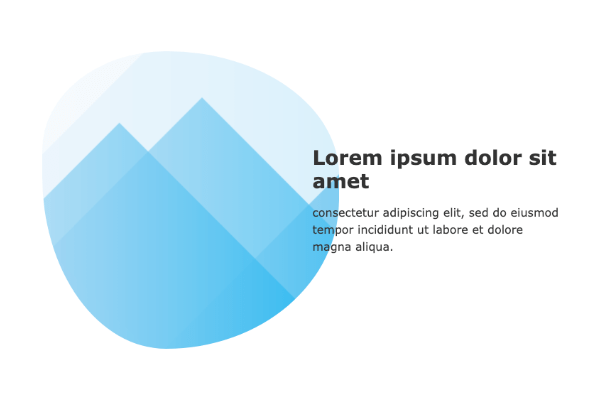 Lorem ipsum dolor sit
amet
consectetur adipiscing elit, sed do eiusmod
tempor incididunt ut labore et dolore
magna aliqua.